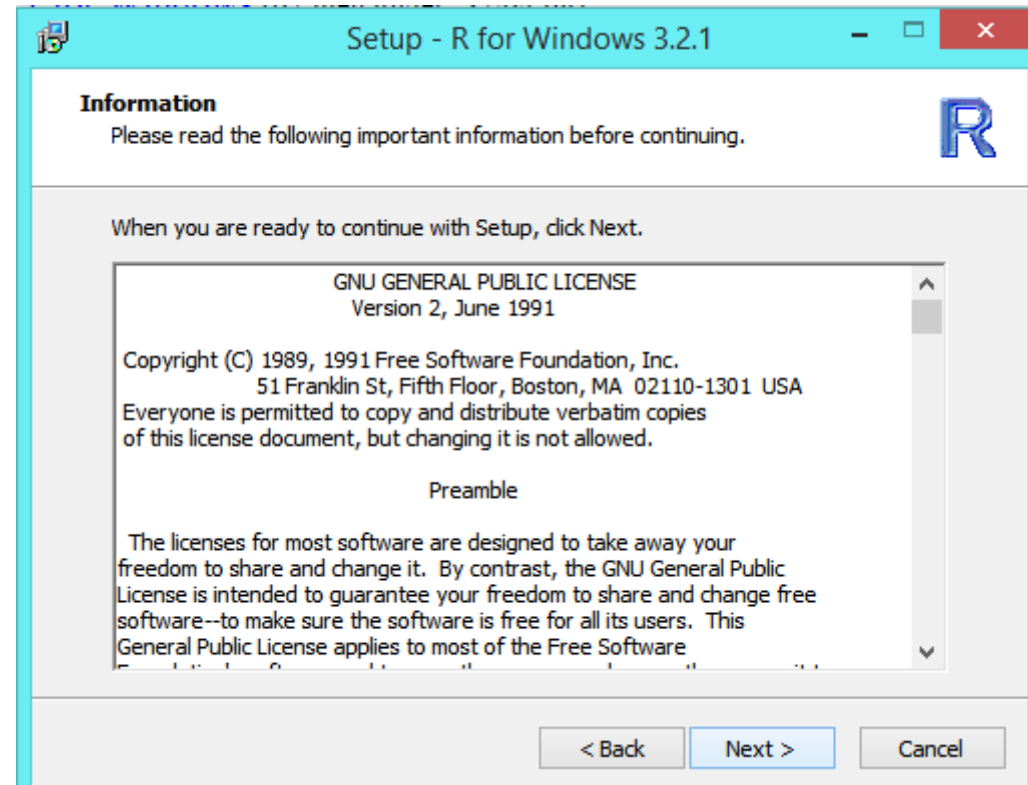 Setup - R for Windows 3.2.1
Information
Please read the following important information before continuing.
R
When you are ready to continue with Setup, click Next.
GNU GENERAL PUBLIC LICENSE
Version 2, June 1991
Copyright (C) 1989, 1991 Free Software Foundation, Inc.
51 Franklin St, Fifth Floor, Boston, MA 02110-1301 USA
Everyone is permitted to copy and distribute verbatim copies
of this license document, but changing it is not allowed.
Preamble
The licenses for most software are designed to take away your
freedom to share and change it. By contrast, the GNU General Public
License is intended to guarantee your freedom to share and change free
software--to make sure the software is free for all its users. This
General Public License applies to most of the Free Software
< Back
Next >
Cancel